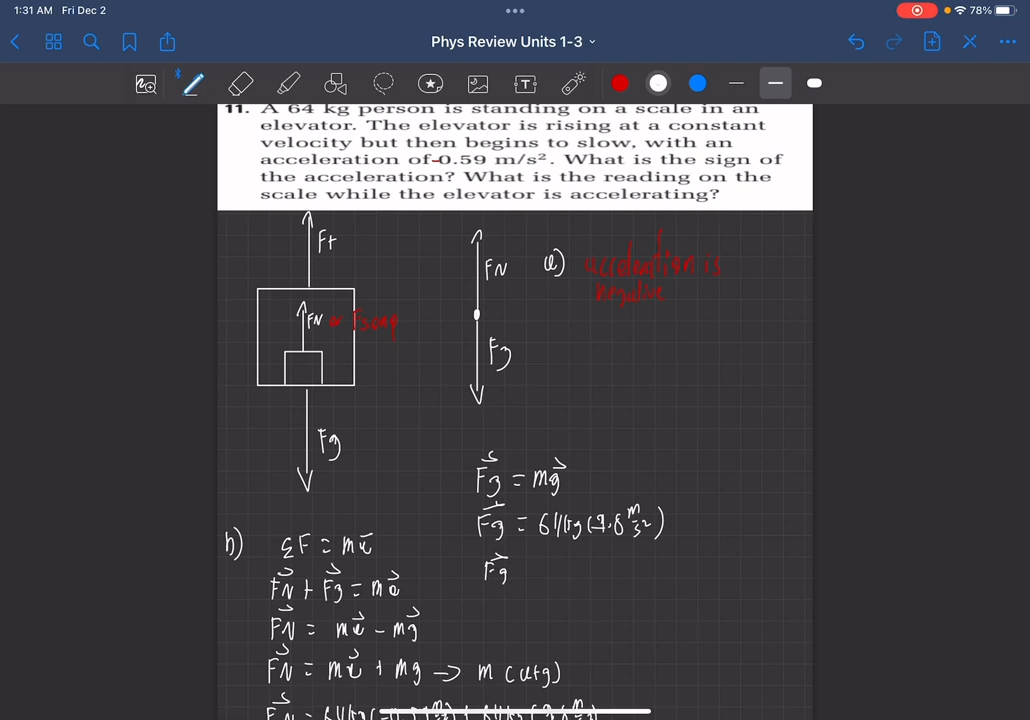 1:31 AM Fri Dec 2
78%
Phys Review Units 1-3
11. A 64 kg person is standing on a scale in an
elevator. The elevator is rising at a constant
velocity but then begins to slow, with an
acceleration of -0.59 m/s². What is the sign of
the acceleration? What is the reading on the
scale while the elevator is accelerating?
Ft
FN
a) acceleration is
negative
FN or
Fg
Fg
Fg = mg
Fg = 64kg (9.8 m/s²)
Fg
b) ΣF = ma
FN + Fg = ma
FN = ma - mg
FN = ma + mg → m(a+g)
FN = 64kg